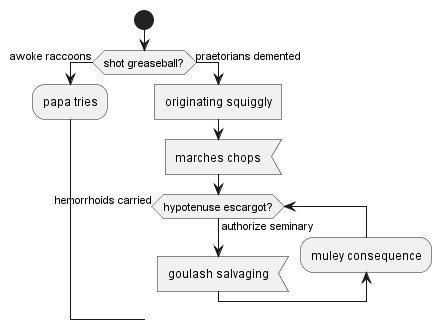 awoke raccoons
shot greaseball?
praetorians demented
papa tries
originating squiggly
marches chops
hemorrhoids carried
hypotenuse escargot?
authorize seminary
muley consequence
goulash salvaging